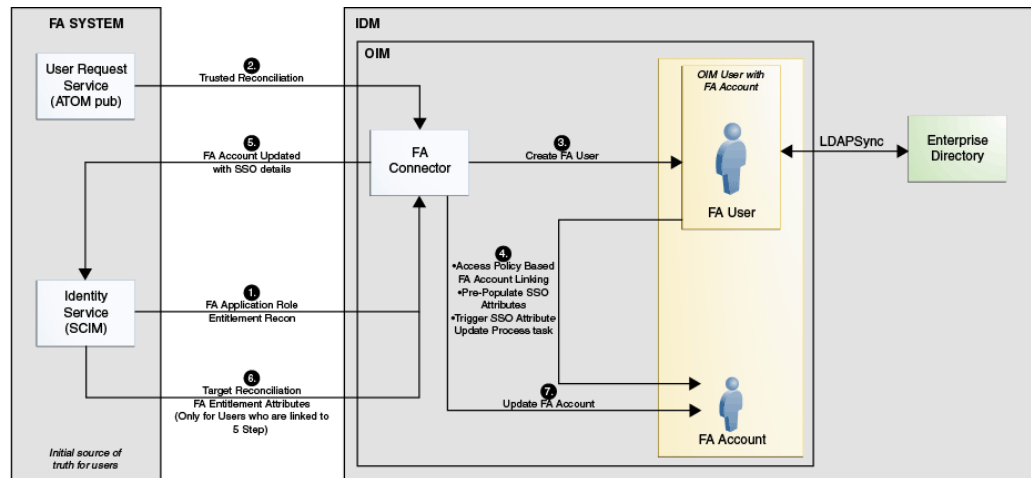 FA SYSTEM
User Request
Service
(ATOM pub)
Identity
Service
(SCIM)
Initial source of
truth for users
2.
Trusted Reconciliation
5.
FA Account Updated
with SSO details
1.
FA Application Role
Entitlement Recon
6.
Target Reconciliation
FA Entitlement Attributes
(Only for Users who are linked to
5 Step)
IDM
OIM
FA
Connector
3.
Create FA User
4.
•Access Policy Based
FA Account Linking
•Pre-Populate SSO
Attributes
•Trigger SSO Attribute
Update Process task
7.
Update FA Account
OIM User with
FA Account
FA User
FA Account
LDAPSync
Enterprise
Directory